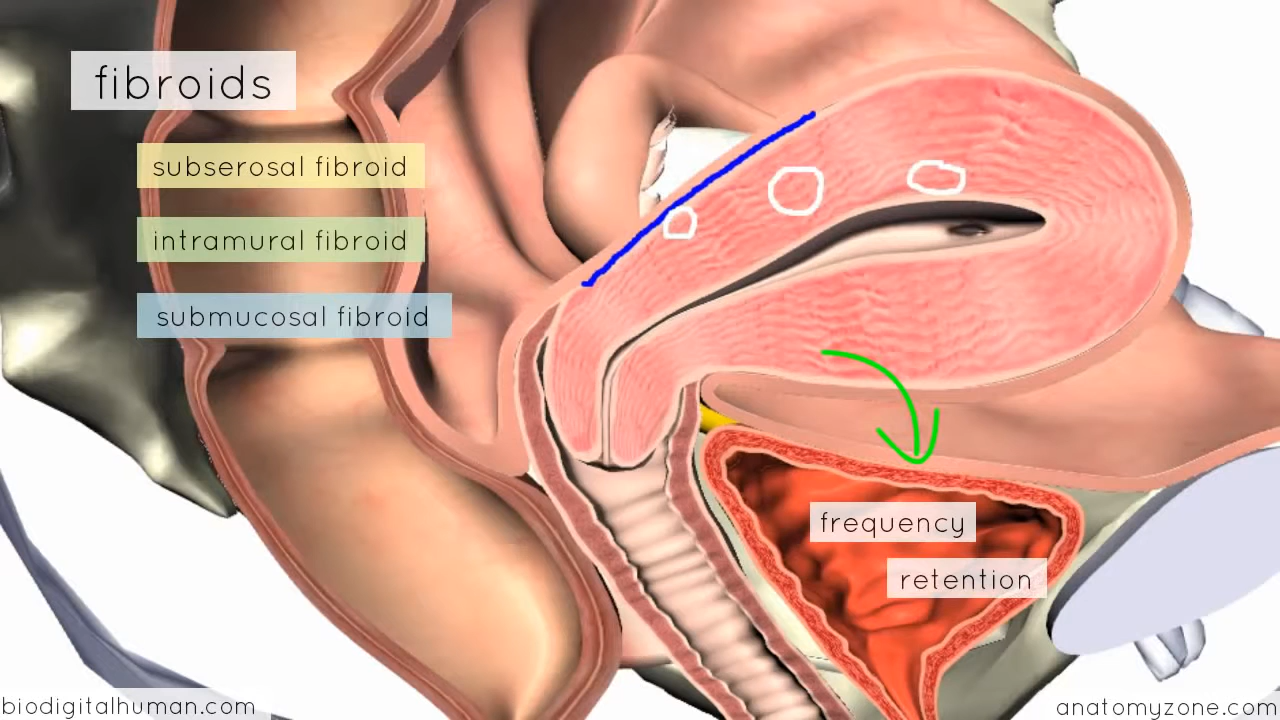 fibroids
subserosal fibroid
intramural fibroid
submucosal fibroid
frequency
retention
biodigitalhuman.com
anatomyzone.com